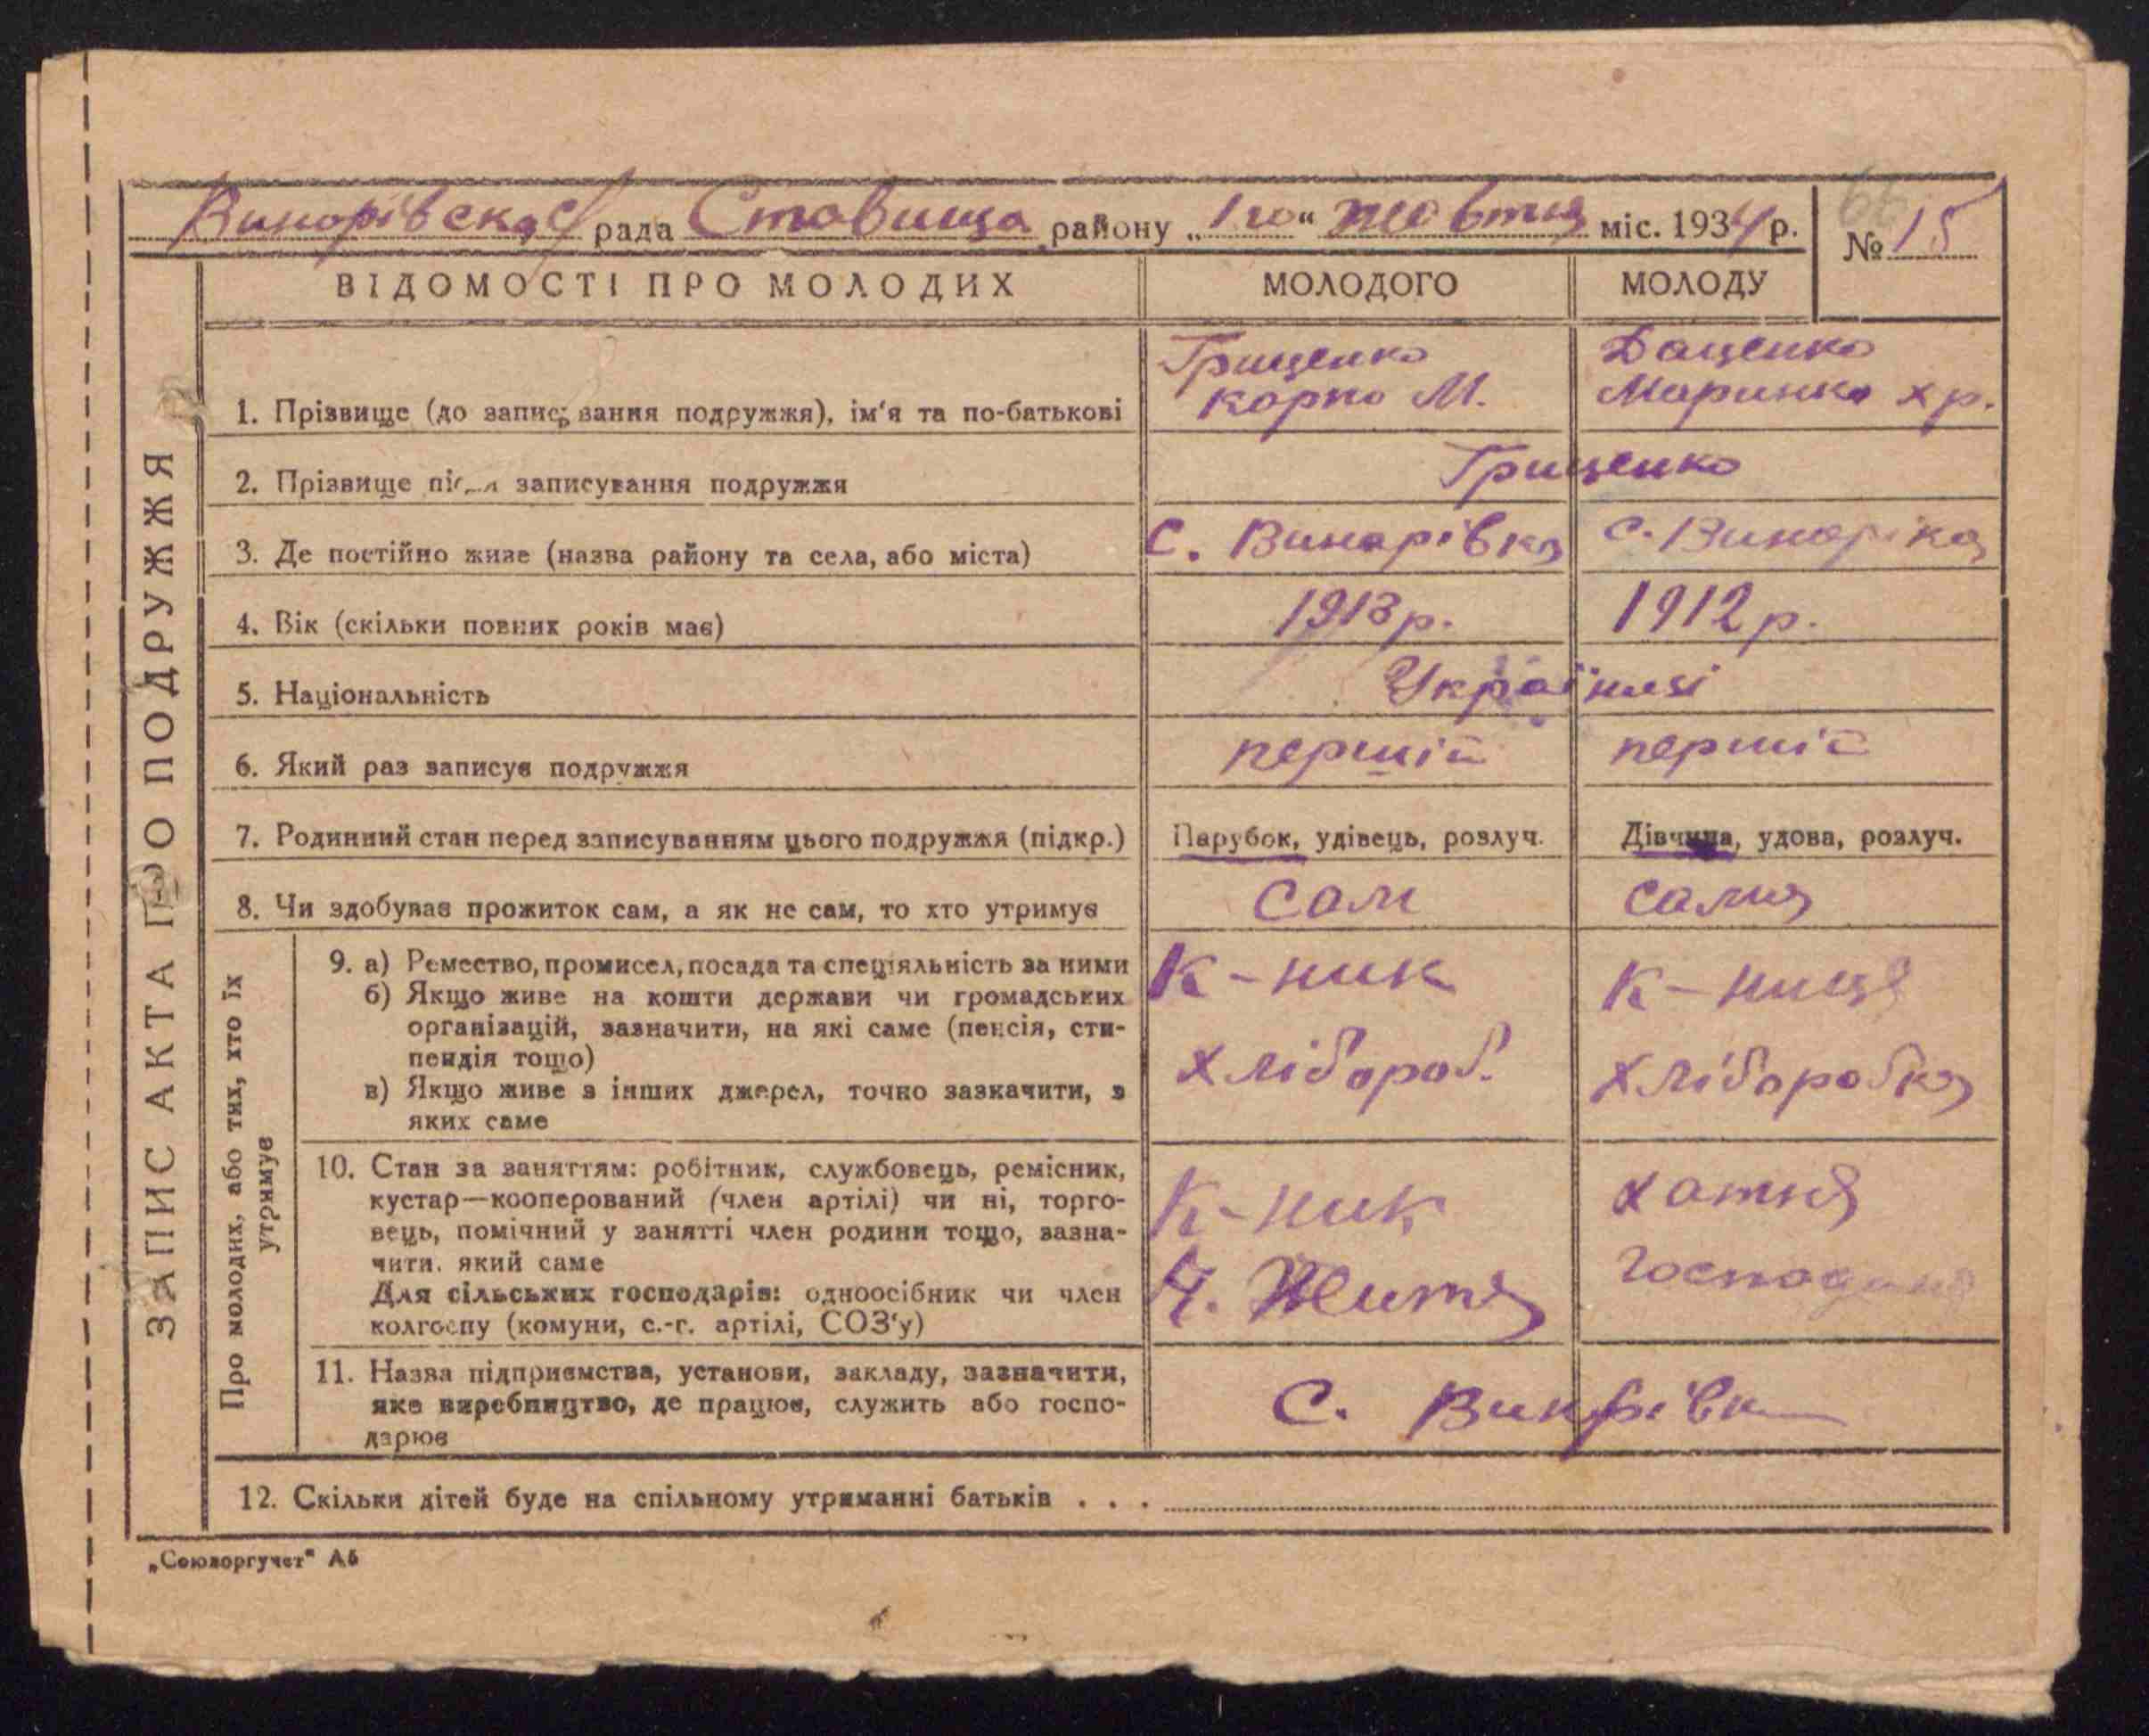 Винорівска с/ рада Ставища району „1го“ жовтня міс. 1934 р.
№ 15
ЗАПИС АКТА ПРО ПОДРУЖЖЯ
ВІДОМОСТІ ПРО МОЛОДИХ МОЛОДОГО МОЛОДУ
Грищенко Даценко
1. Прізвище (до записування подружжя), ім'я та по-батькові Карпо М. Маринка Хр.
2. Прізвище після записування подружжя Грищенко
3. Де постійно живе (назва району та села, або міста) с. Винарівка с. Винарівка
4. Вік (скільки повних років має) 1913 р. 1912 р.
5. Національність Українці
6. Який раз записує подружжя перший перший
7. Родинний стан перед записуванням цього подружжя (підкр.) Парубок, удівець, розлуч. Дівчина, удова, розлуч.
8. Чи здобував прожиток сам, а як не сам, то хто утримує сам сама
Про молодих, або тих, хто їх
утримує
9. а) Ремество, промисел, посада та спеціяльність за ними К-ник К-ниця
б) Якщо живе на кошти держави чи громадських
організацій, зазначити, на які саме (пенсія, сти-
пендія тощо) хлібороб. хліборобка
в) Якщо живе з інших джерел, точно зазначити, з
яких саме
10. Стан за заняттям: робітник, службовець, ремісник, К-ник хатня
кустар—кооперований (член артілі) чи ні, торго-
вець, помічний у занятті член родини тощо, зазна-
чити, який саме Н. Життя господиня
Для сільських господарів: одноосібник чи член
колгоспу (комуни, с.-г. артілі, СОЗ'у)
11. Назва підприємства, установи, закладу, зазначити,
яке виробництво, де працює, служить або госпо- С. Винарівк
дарює
12. Скільки дітей буде на спільному утриманні батьків . . .
„Союзоргучет“ А5